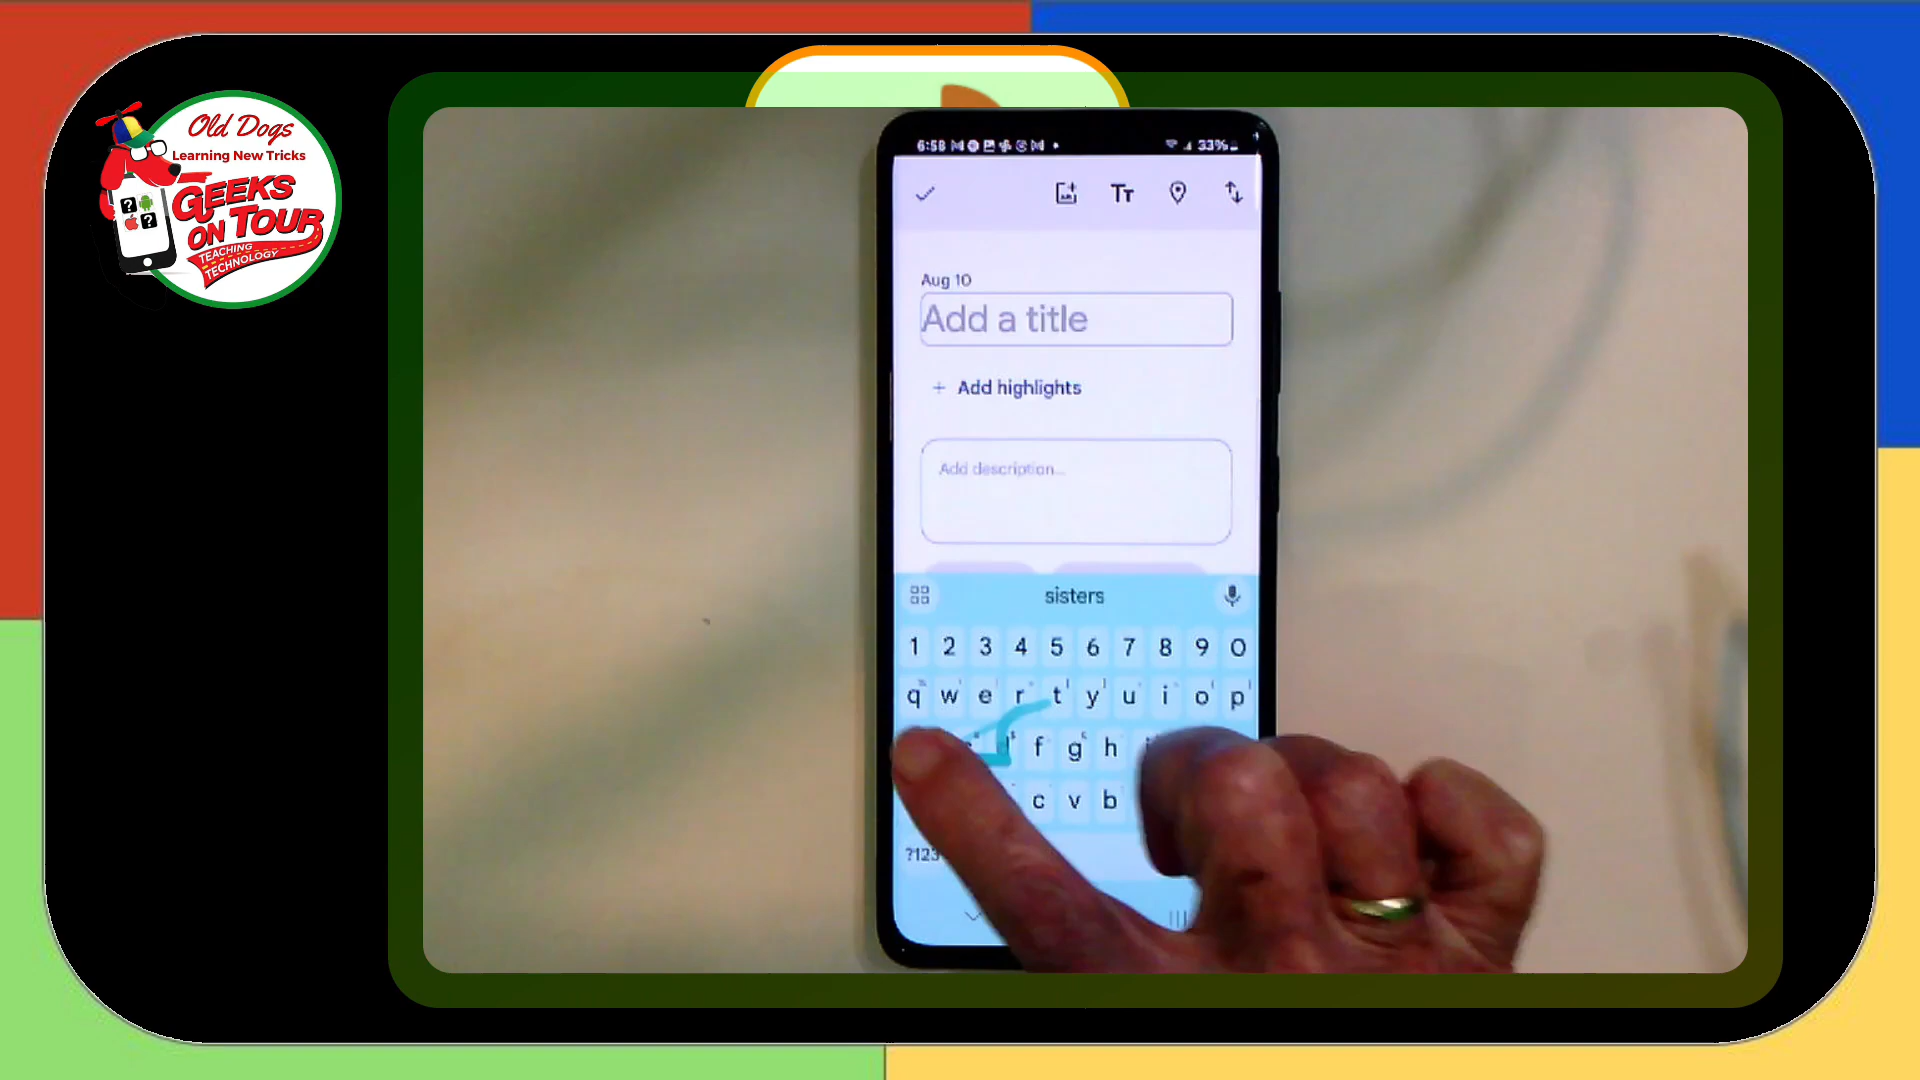 Old Dogs
Learning New Tricks
GEEKS
ON TOUR
TEACHING
TECHNOLOGY
6:58
33%
Tт
Aug 10
Add a title
+ Add highlights
Add description...
sisters
1 2 3 4 5 6 7 8 9 0
q w e r t y u i o p
f g h
c v b
?123